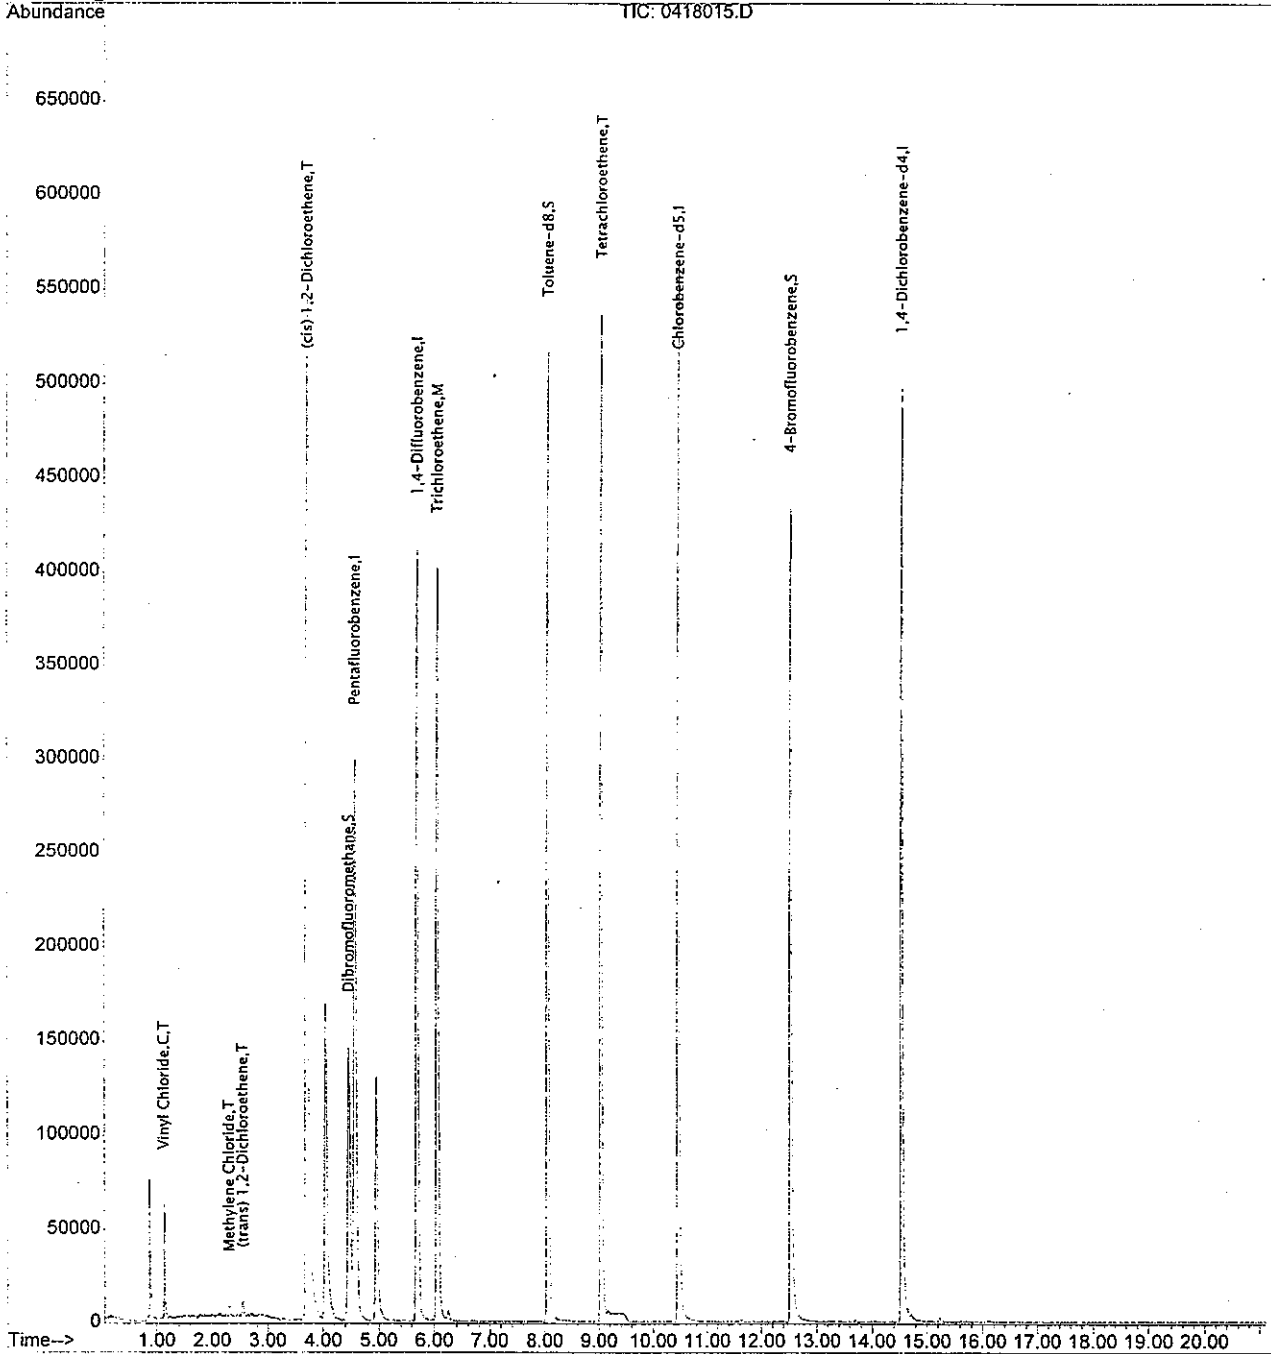 Abundance
TIC: 0418015.D
650000
600000
550000
500000
450000
400000
350000
300000
250000
200000
150000
100000
50000
0
Vinyl Chloride,C,T
Methylene Chloride,T
(trans) 1,2-Dichloroethene,T
(cis) 1,2-Dichloroethene,T
Dibromofluoromethane,S
Pentafluorobenzene,I
1,4-Difluorobenzene,I
Trichloroethene,M
Toluene-d8,S
Tetrachloroethene,T
Chlorobenzene-d5,I
4-Bromofluorobenzene,S
1,4-Dichlorobenzene-d4,I
Time--> 1.00 2.00 3.00 4.00 5.00 6.00 7.00 8.00 9.00 10.00 11.00 12.00 13.00 14.00 15.00 16.00 17.00 18.00 19.00 20.00